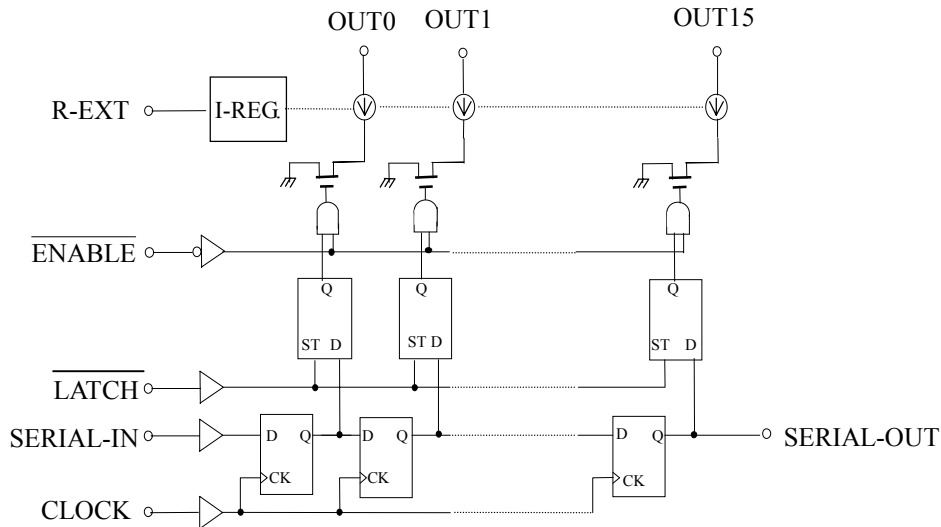 OUT0 OUT1 OUT15
R-EXT I-REG.
ENABLE
Q Q Q
ST D ST D ST D
LATCH
SERIAL-IN D Q D Q D Q SERIAL-OUT
CK CK CK
CLOCK